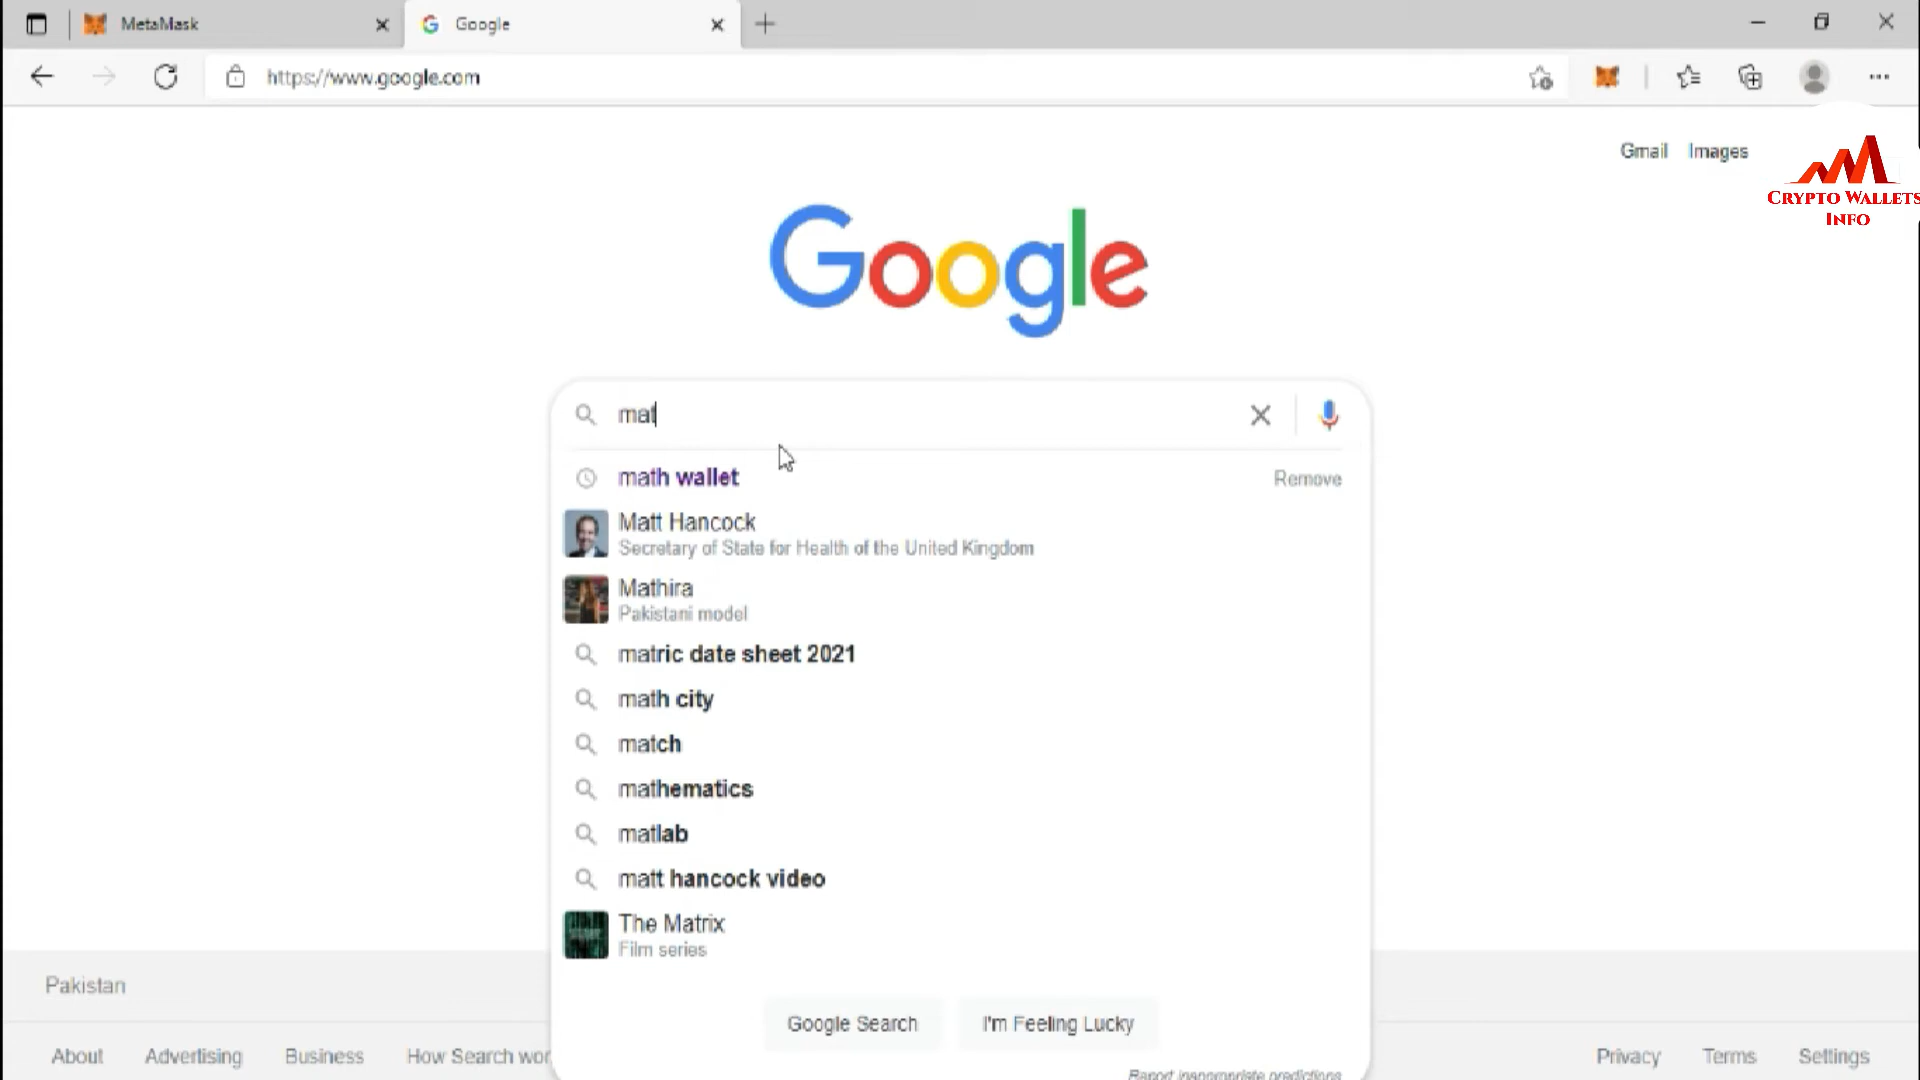 MetaMask
Google
https://www.google.com
Gmail Images
CRYPTO WALLETS
INFO
Google
mat
math wallet Remove
Matt Hancock
Secretary of State for Health of the United Kingdom
Mathira
Pakistani model
matric date sheet 2021
math city
match
mathematics
matlab
matt hancock video
The Matrix
Film series
Pakistan
Google Search I'm Feeling Lucky
About Advertising Business How Search wor Privacy Terms Settings
Report inappropriate predictions